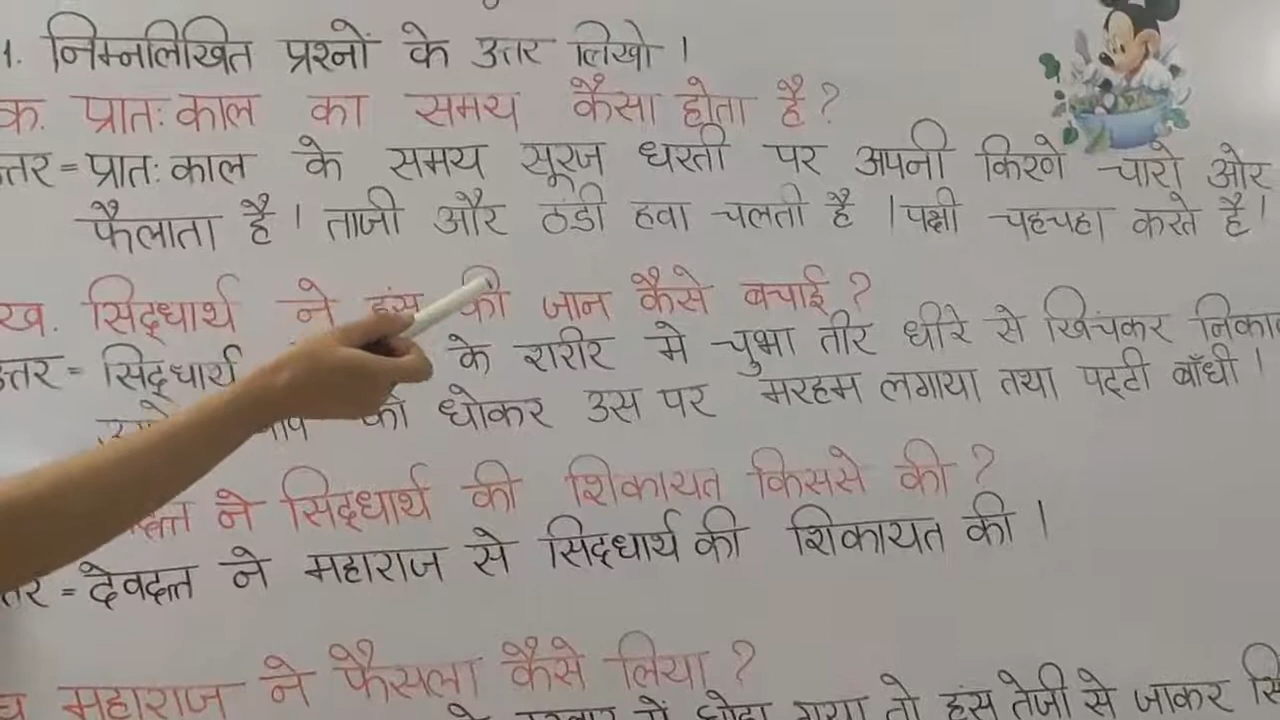 1. निम्नलिखित प्रश्नों के उत्तर लिखो ।
क. प्रातः काल का समय कैसा होता है ?
त्तर = प्रातः काल के समय सूरज धरती पर अपनी किरणे चारो ओर
फैलाता है । ताजी और ठंडी हवा चलती है । पक्षी चहचहा करते है ।
ख. सिद्धार्थ ने हंस की जान कैसे बचाई ?
उत्तर = सिद्धार्थ के शरीर मे चुभा तीर धीरे से खिंचकर निका
को धोकर उस पर मरहम लगाया तथा पट्टी बाँधी ।
ने सिद्धार्थ की शिकायत किससे की ?
त्तर = देवदत्त ने महाराज से सिद्धार्थ की शिकायत की ।
महाराज ने फैसला कैसे लिया ?
में छोड़ा गया तो हंस तेजी से जाकर